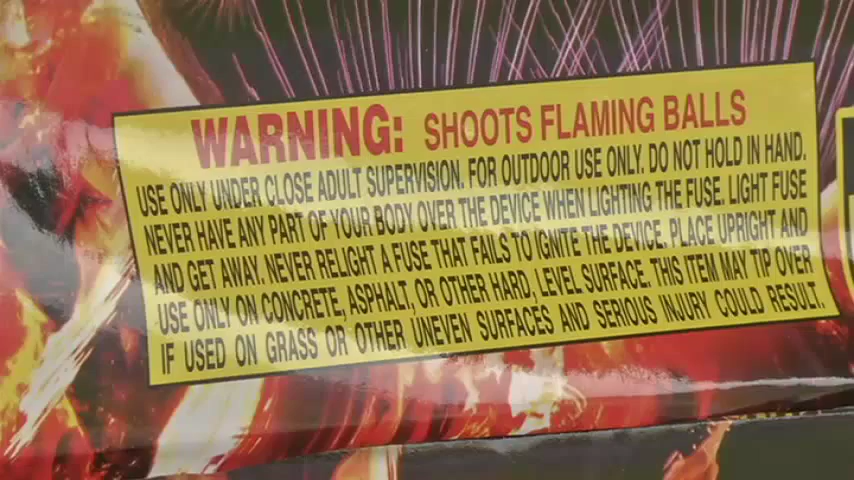 WARNING: SHOOTS FLAMING BALLS
USE ONLY UNDER CLOSE ADULT SUPERVISION. FOR OUTDOOR USE ONLY. DO NOT HOLD IN HAND.
NEVER HAVE ANY PART OF YOUR BODY OVER THE DEVICE WHEN LIGHTING THE FUSE. LIGHT FUSE
AND GET AWAY. NEVER RELIGHT A FUSE THAT FAILS TO IGNITE THE DEVICE. PLACE UPRIGHT AND
USE ONLY ON CONCRETE, ASPHALT, OR OTHER HARD, LEVEL SURFACE. THIS ITEM MAY TIP OVER
IF USED ON GRASS OR OTHER UNEVEN SURFACES AND SERIOUS INJURY COULD RESULT.